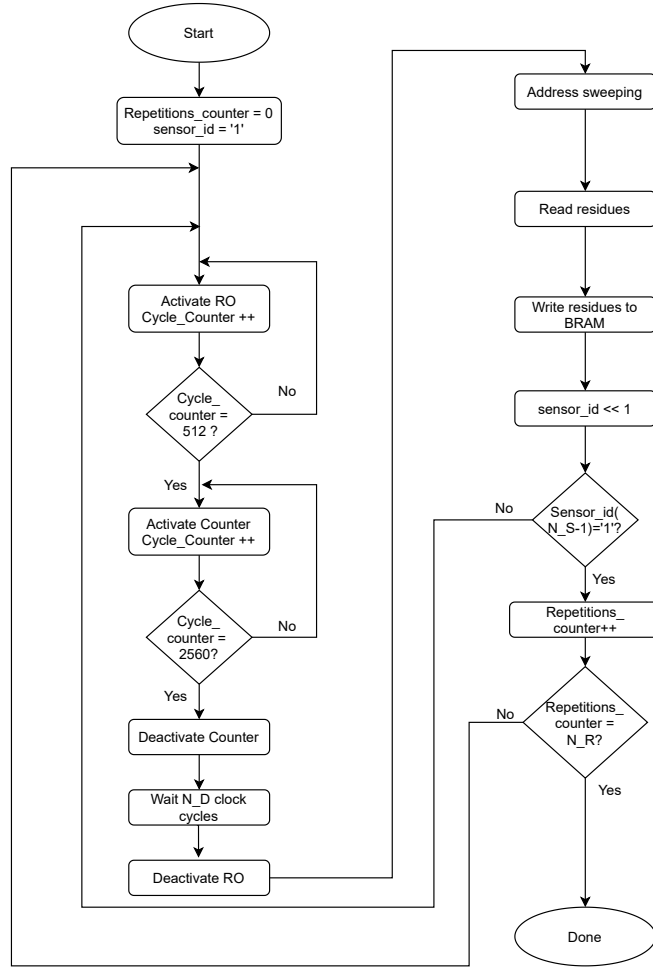 Start
Repetitions_counter = 0
sensor_id = '1'
Activate RO
Cycle_Counter ++
Cycle_
counter =
512 ?
No
Yes
Activate Counter
Cycle_Counter ++
Cycle_
counter =
2560?
No
Yes
Deactivate Counter
Wait N_D clock
cycles
Deactivate RO
Address sweeping
Read residues
Write residues to
BRAM
sensor_id << 1
Sensor_id(
N_S-1)='1'?
No
Yes
Repetitions_
counter++
Repetitions_
counter =
N_R?
No
Yes
Done